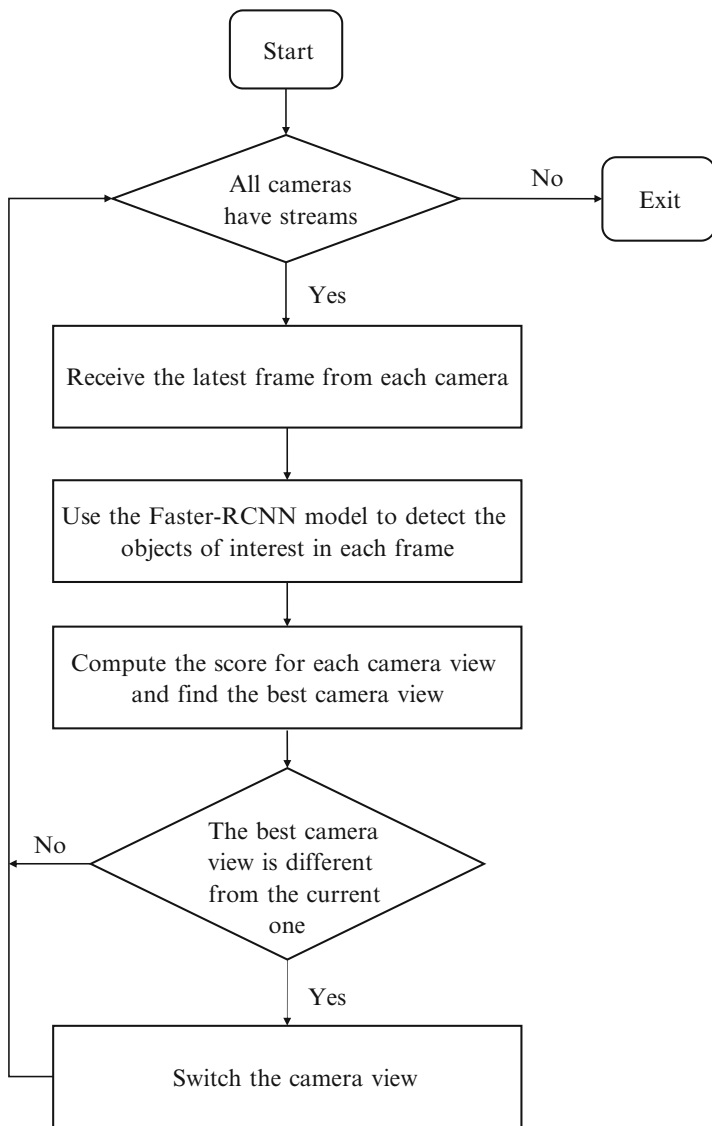 Start
All cameras
have streams
No
Exit
Yes
Receive the latest frame from each camera
Use the Faster-RCNN model to detect the
objects of interest in each frame
Compute the score for each camera view
and find the best camera view
No
The best camera
view is different
from the current
one
Yes
Switch the camera view